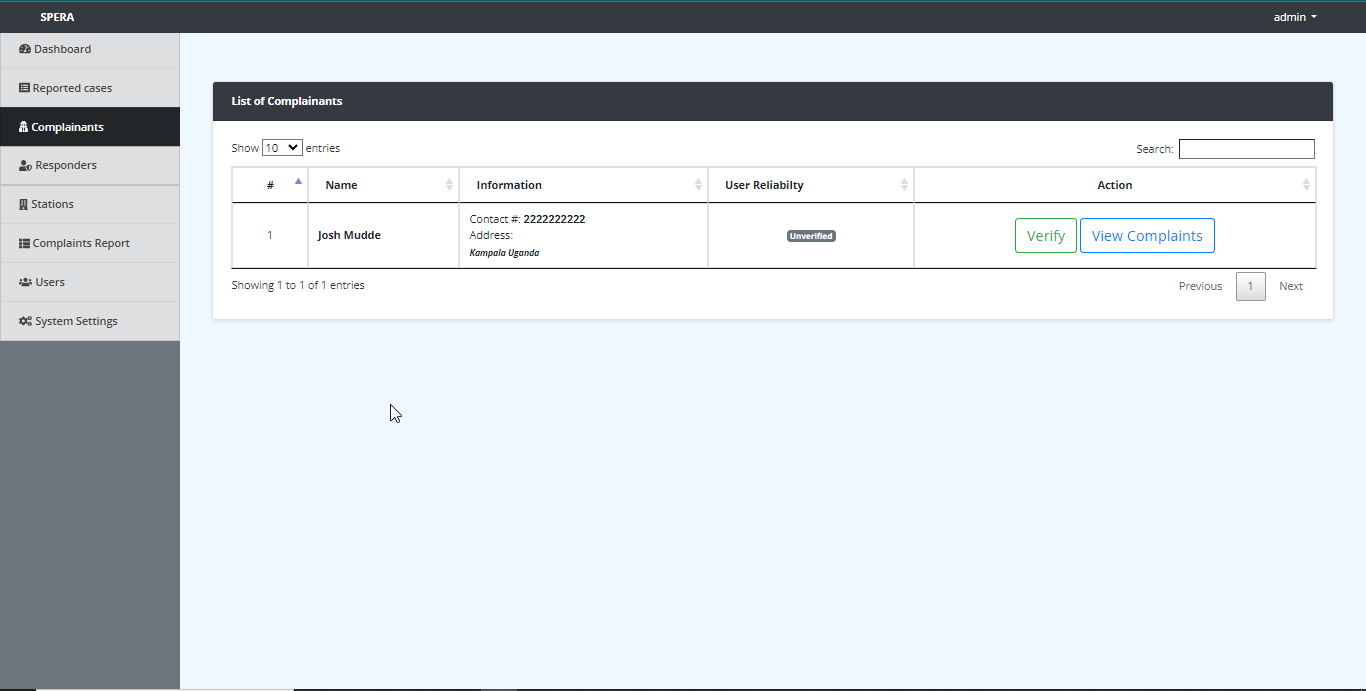 SPERA
admin
Dashboard
Reported cases
Complainants
Responders
Stations
Complaints Report
Users
System Settings
List of Complainants
Show 10 entries
Search:
# Name Information User Reliabilty Action
1 Josh Mudde Contact #: 2222222222
Address:
Kampala Uganda
Unverified
Verify View Complaints
Showing 1 to 1 of 1 entries
Previous 1 Next